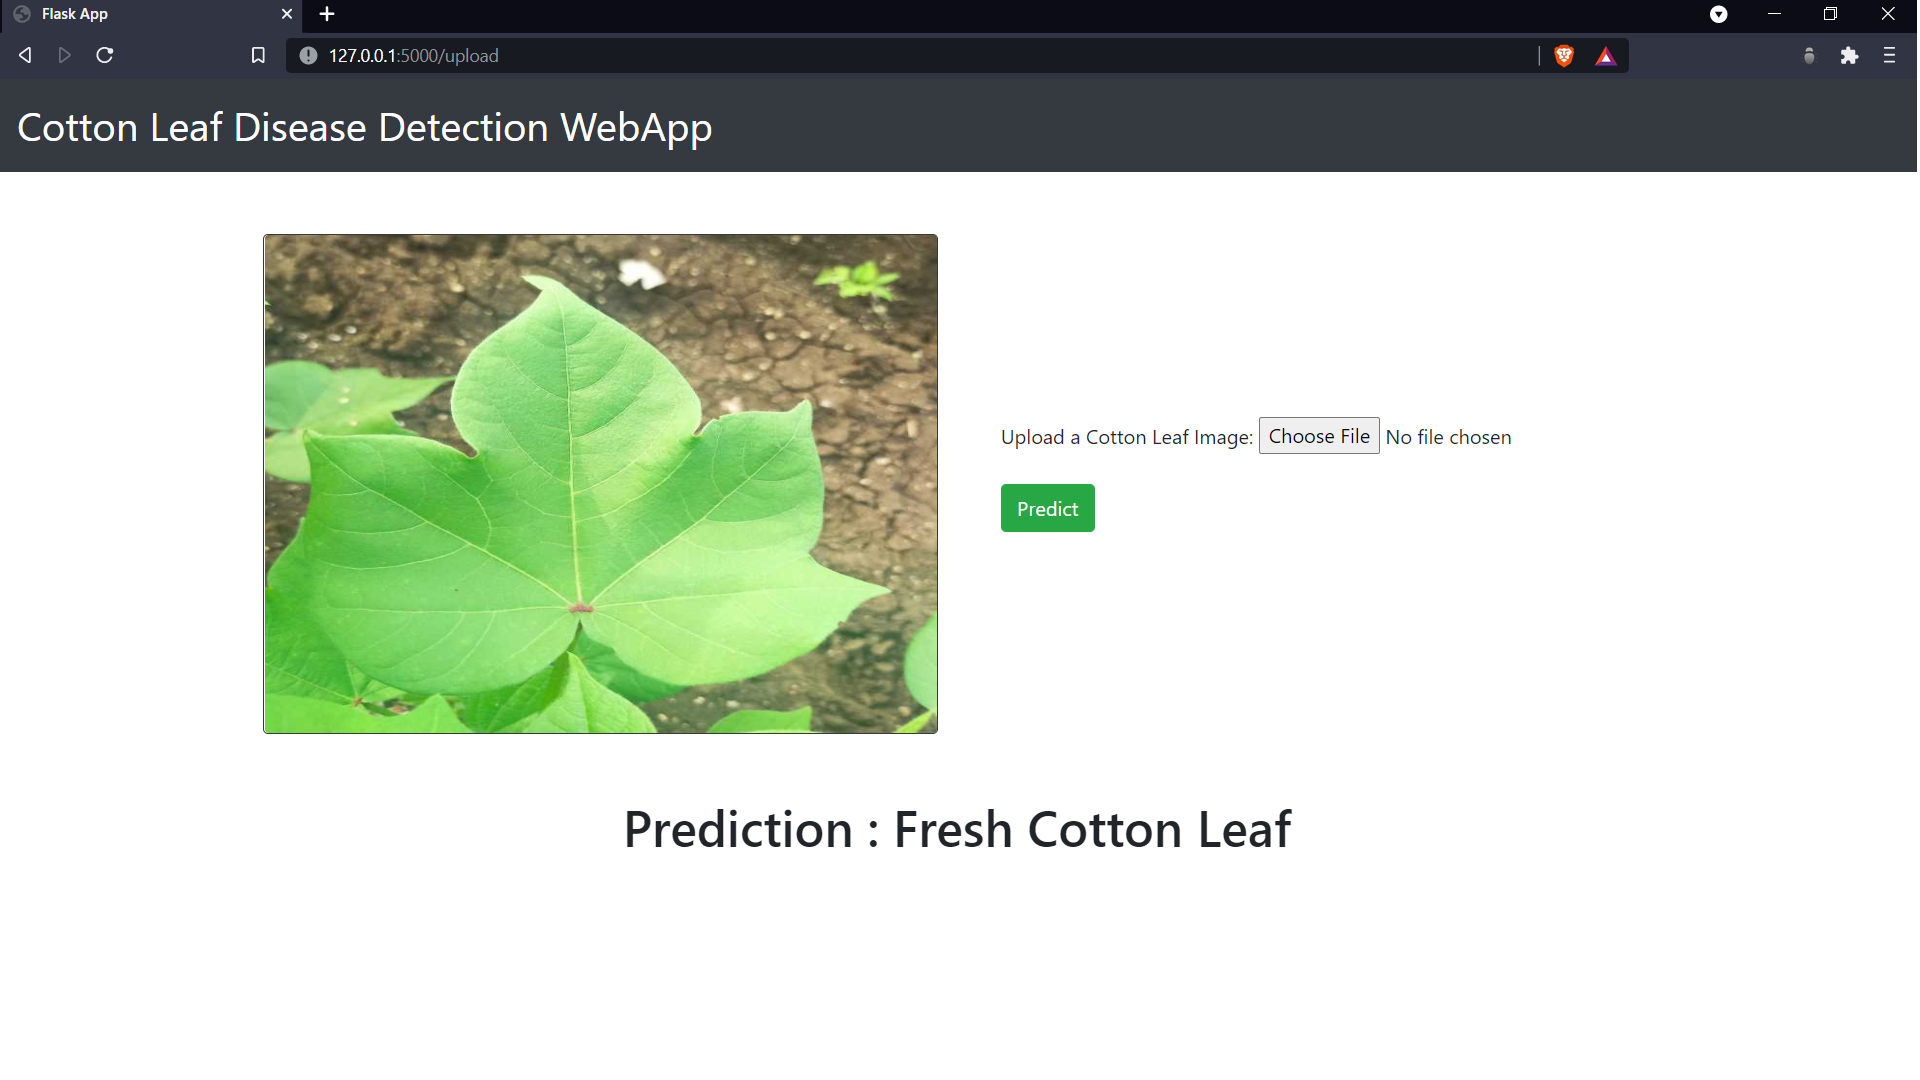 Flask App
127.0.0.1:5000/upload
Cotton Leaf Disease Detection WebApp
Upload a Cotton Leaf Image: Choose File No file chosen
Predict
Prediction : Fresh Cotton Leaf